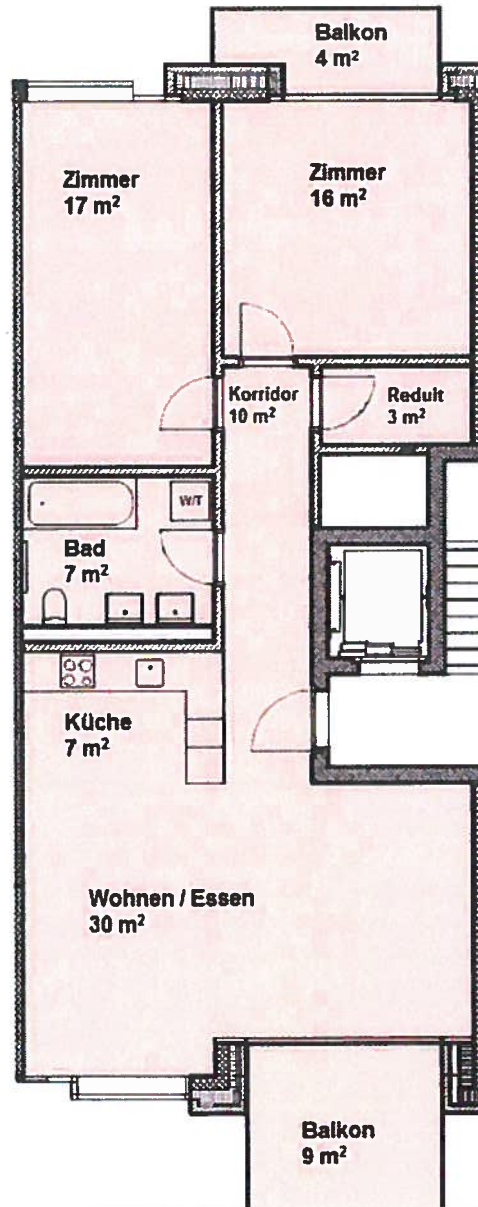 Balkon
4 m²
Zimmer
17 m²
Zimmer
16 m²
Korridor
10 m²
Reduit
3 m²
W/T
Bad
7 m²
Küche
7 m²
Wohnen / Essen
30 m²
Balkon
9 m²